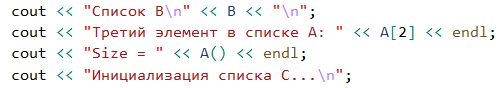 cout << "Список B\n" << B << "\n";
cout << "Третий элемент в списке A: " << A[2] << endl;
cout << "Size = " << A() << endl;
cout << "Инициализация списка C...\n";